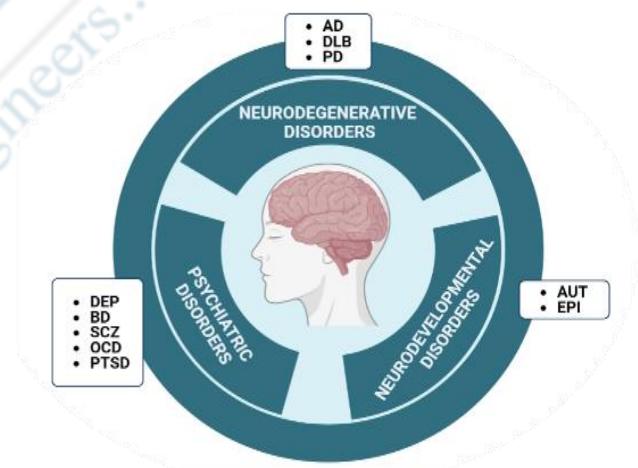 • AD
• DLB
• PD
NEURODEGENERATIVE
DISORDERS
PSYCHIATRIC
DISORDERS
NEURODEVELOPMENTAL
DISORDERS
• DEP
• BD
• SCZ
• OCD
• PTSD
• AUT
• EPI